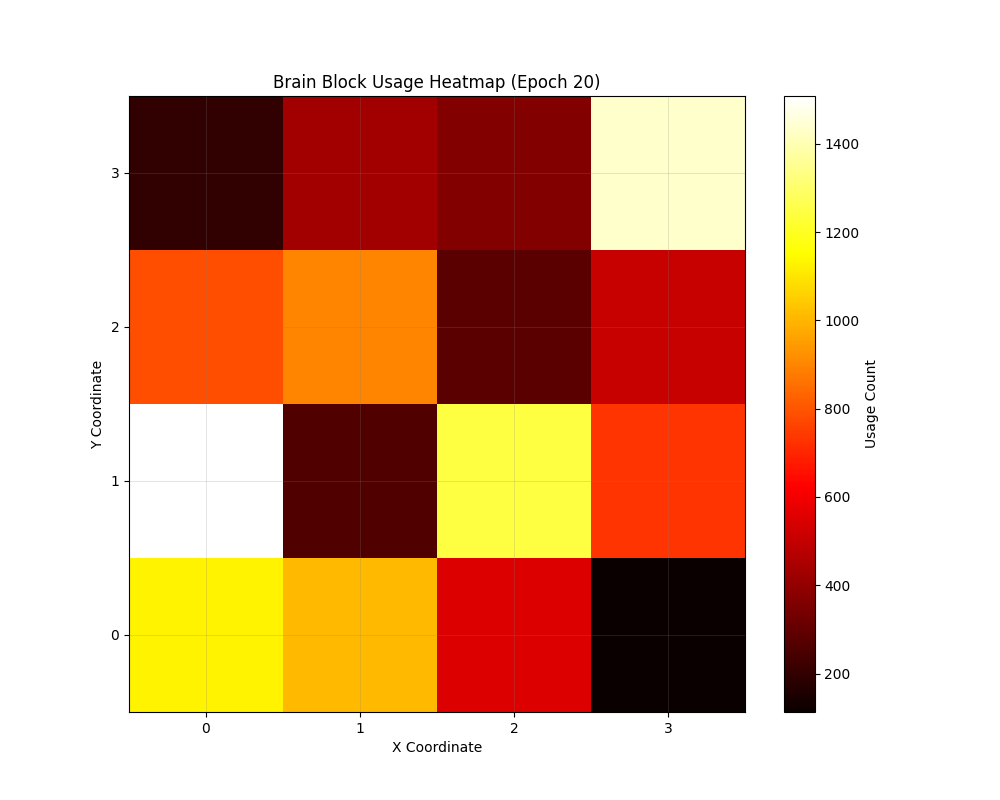 Brain Block Usage Heatmap (Epoch 20)
3
2
1
0
Y Coordinate
0 1 2 3
X Coordinate
1400
1200
1000
800
600
400
200
Usage Count